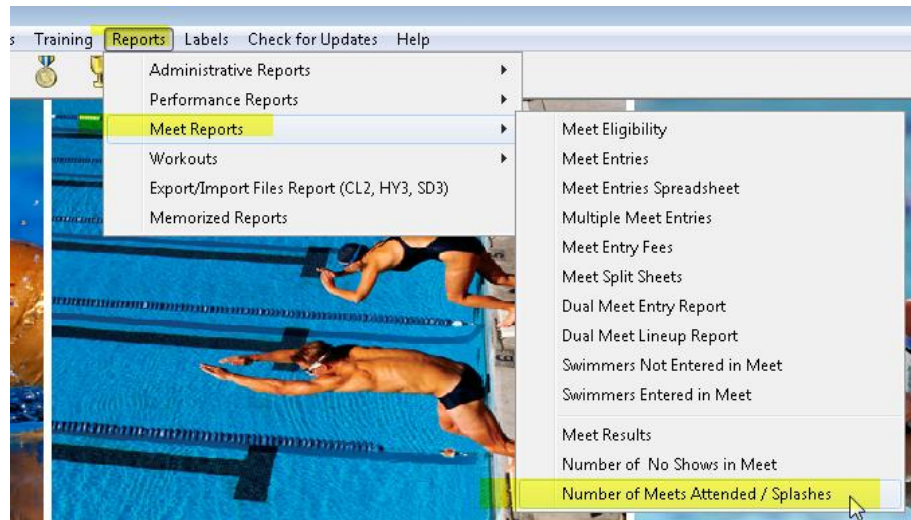 s Training Reports Labels Check for Updates Help
Administrative Reports
Performance Reports
Meet Reports
Workouts
Export/Import Files Report (CL2, HY3, SD3)
Memorized Reports
Meet Eligibility
Meet Entries
Meet Entries Spreadsheet
Multiple Meet Entries
Meet Entry Fees
Meet Split Sheets
Dual Meet Entry Report
Dual Meet Lineup Report
Swimmers Not Entered in Meet
Swimmers Entered in Meet
Meet Results
Number of No Shows in Meet
Number of Meets Attended / Splashes